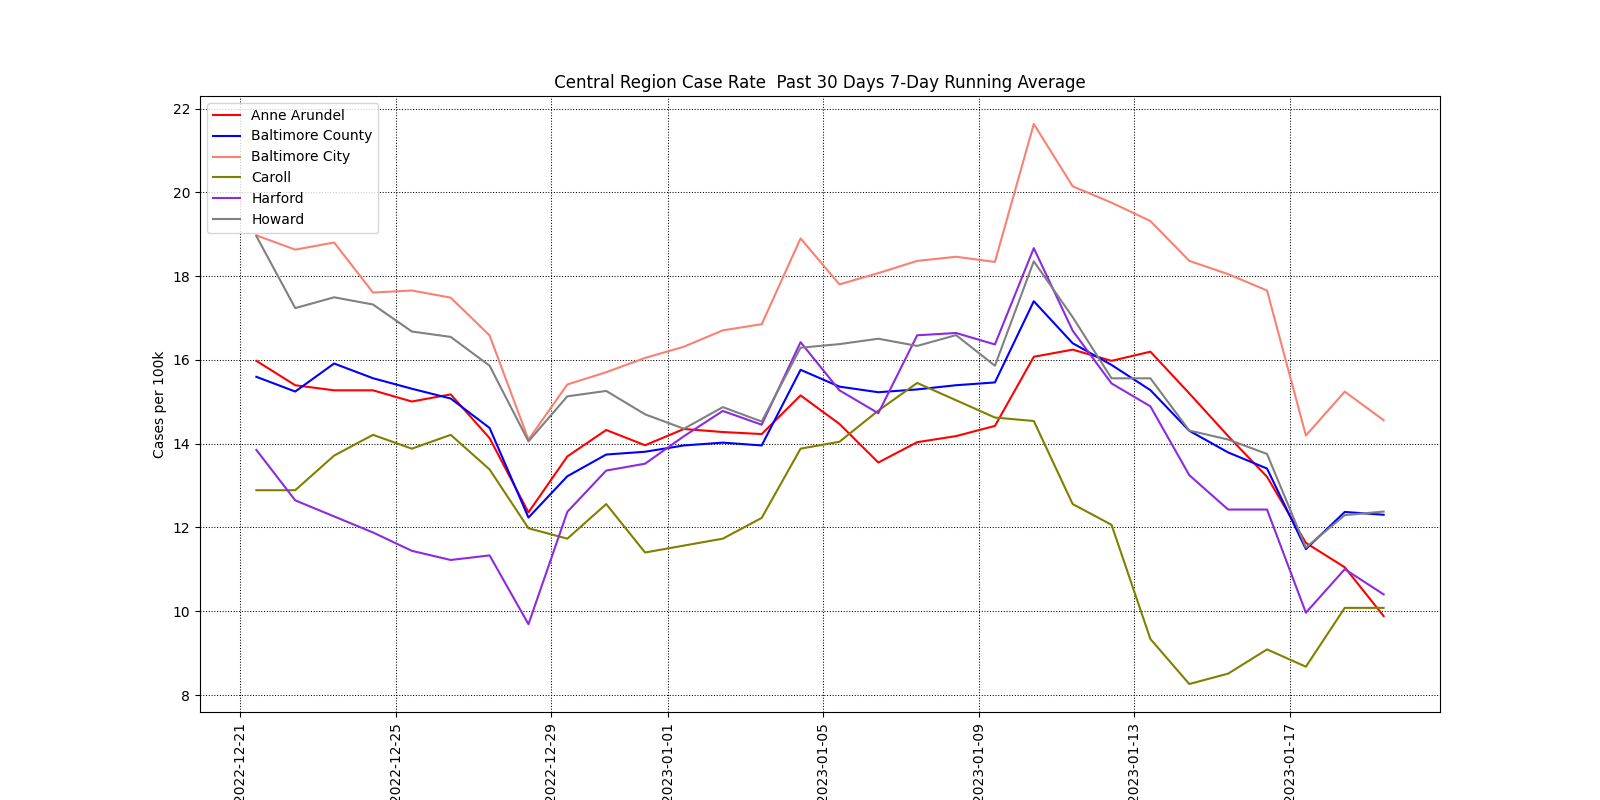 Central Region Case Rate  Past 30 Days 7-Day Running Average
Cases per 100k
22
20
18
16
14
12
10
8
Anne Arundel
Baltimore County
Baltimore City
Caroll
Harford
Howard
2022-12-21
2022-12-25
2022-12-29
2023-01-01
2023-01-05
2023-01-09
2023-01-13
2023-01-17